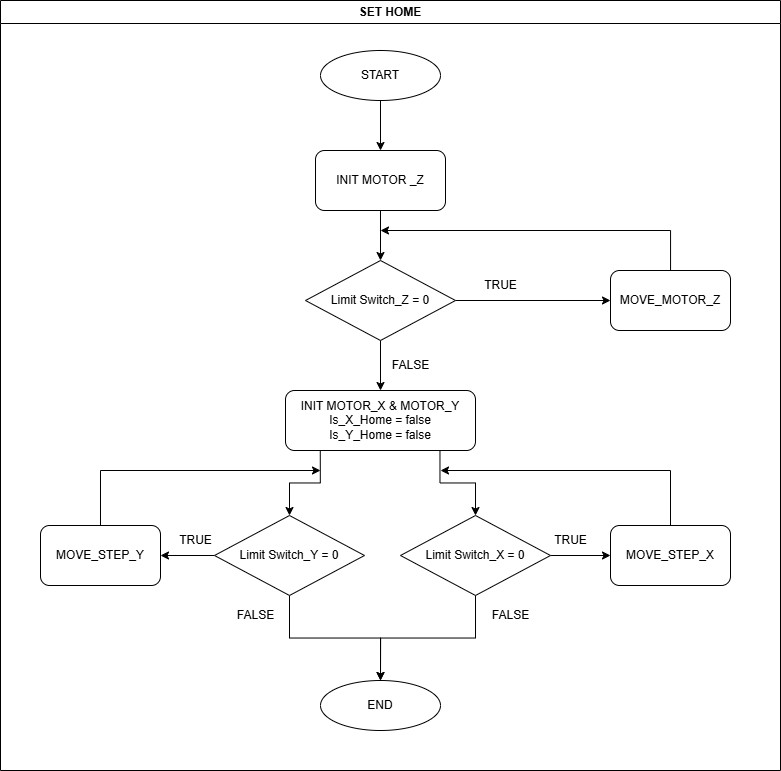 SET HOME
START
INIT MOTOR _Z
Limit Switch_Z = 0
TRUE
MOVE_MOTOR_Z
FALSE
INIT MOTOR_X & MOTOR_Y
Is_X_Home = false
Is_Y_Home = false
MOVE_STEP_Y
TRUE
Limit Switch_Y = 0
Limit Switch_X = 0
TRUE
MOVE_STEP_X
FALSE
FALSE
END